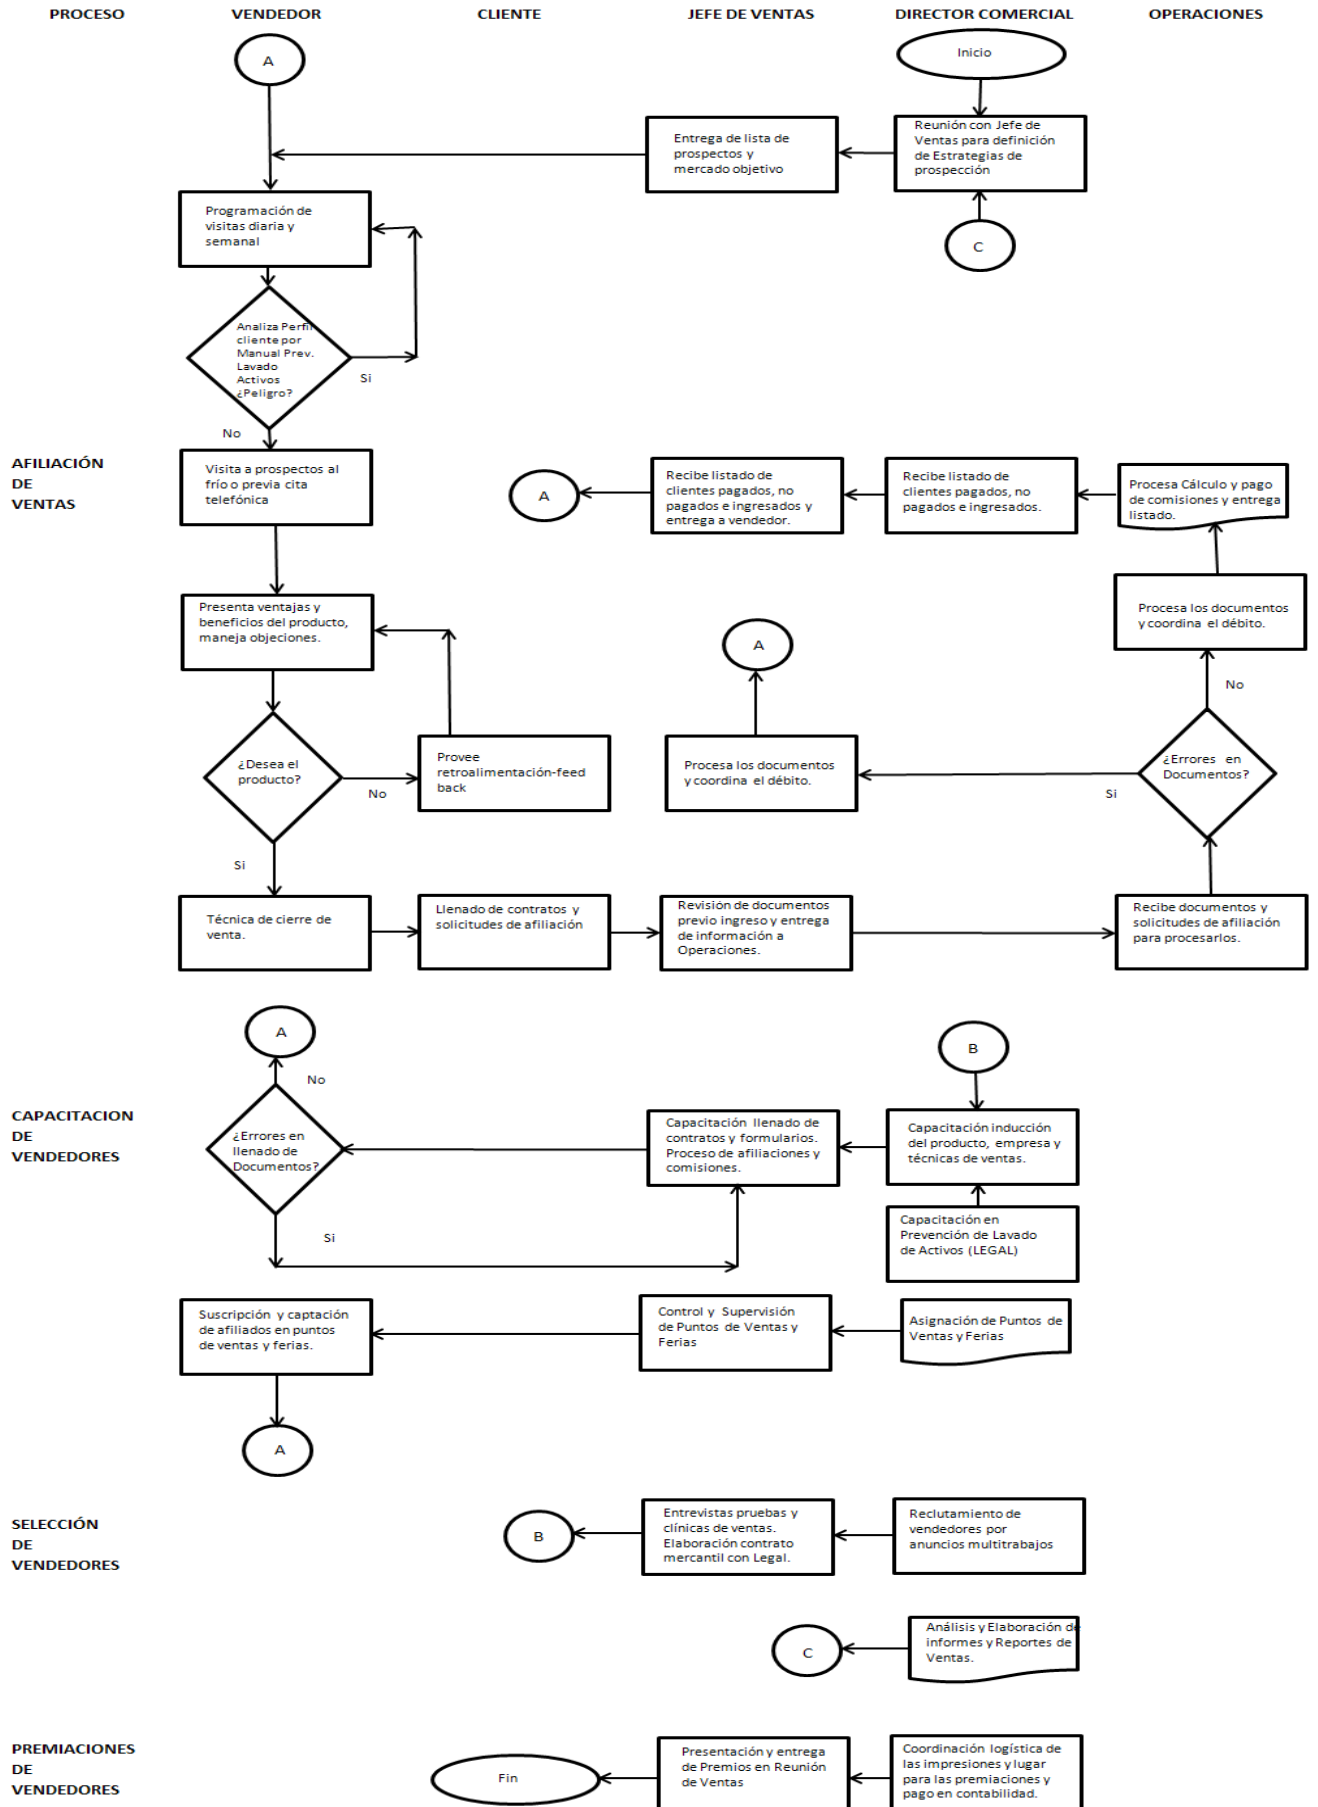 PROCESO
VENDEDOR
CLIENTE
JEFE DE VENTAS
DIRECTOR COMERCIAL
OPERACIONES
A
Inicio
Entrega de lista de
prospectos y
mercado objetivo
Reunión con Jefe de
Ventas para definición
de Estrategias de
prospección
Programación de
visitas diaria y
semanal
C
Analiza Perfil
cliente por
Manual Prev.
Lavado
Activos
¿Peligro?
Si
No
AFILIACIÓN
DE
VENTAS
Visita a prospectos al
frío o previa cita
telefónica
A
Recibe listado de
clientes pagados, no
pagados e ingresados y
entrega a vendedor.
Recibe listado de
clientes pagados, no
pagados e ingresados.
Procesa Cálculo y pago
de comisiones y entrega
listado.
Presenta ventajas y
beneficios del producto,
maneja objeciones.
A
Procesa los documentos
y coordina el débito.
No
¿Desea el
producto?
No
Provee
retroalimentación-feed
back
Procesa los documentos
y coordina el débito.
¿Errores en
Documentos?
Si
Si
Técnica de cierre de
venta.
Llenado de contratos y
solicitudes de afiliación
Revisión de documentos
previo ingreso y entrega
de información a
Operaciones.
Recibe documentos y
solicitudes de afiliación
para procesarlos.
A
B
No
CAPACITACION
DE
VENDEDORES
¿Errores en
llenado de
Documentos?
Capacitación llenado de
contratos y formularios.
Proceso de afiliaciones y
comisiones.
Capacitación inducción
del producto, empresa y
técnicas de ventas.
Si
Capacitación en
Prevención de Lavado
de Activos (LEGAL)
Suscripción y captación
de afiliados en puntos
de ventas y ferias.
Control y Supervisión
de Puntos de Ventas y
Ferias
Asignación de Puntos de
Ventas y Ferias
A
SELECCIÓN
DE
VENDEDORES
B
Entrevistas pruebas y
clínicas de ventas.
Elaboración contrato
mercantil con Legal.
Reclutamiento de
vendedores por
anuncios multitrabajos
C
Análisis y Elaboración de
informes y Reportes de
Ventas.
PREMIACIONES
DE
VENDEDORES
Fin
Presentación y entrega
de Premios en Reunión
de Ventas
Coordinación logística de
las impresiones y lugar
para las premiaciones y
pago en contabilidad.